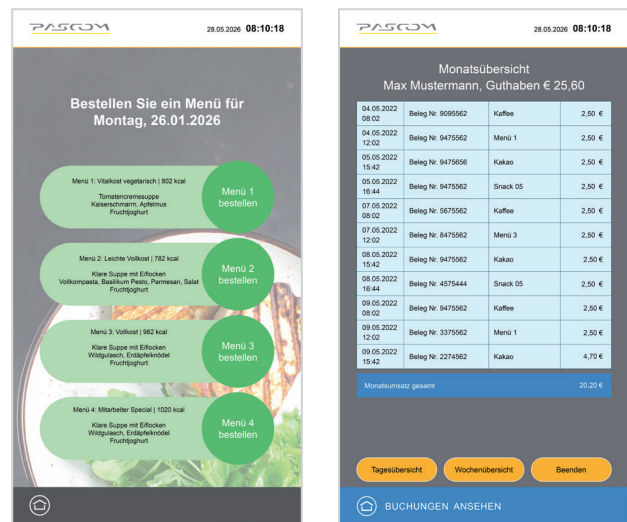 PASCOM
28.05.2026 08:10:18
Bestellen Sie ein Menü für
Montag, 26.01.2026
Menü 1: Vitalkost vegetarisch | 802 kcal
Tomatencremesuppe
Kaiserschmarrn, Apfelmus
Fruchtjoghurt
Menü 1
bestellen
Menü 2: Leichte Vollkost | 782 kcal
Klare Suppe mit Eiflocken
Vollkornpasta, Basilikum Pesto, Parmesan, Salat
Fruchtjoghurt
Menü 2
bestellen
Menü 3: Vollkost | 982 kcal
Klare Suppe mit Eiflocken
Wildgulasch, Erdäpfelknödel
Fruchtjoghurt
Menü 3
bestellen
Menü 4: Mitarbeiter Special | 1020 kcal
Klare Suppe mit Eiflocken
Wildgulasch, Erdäpfelknödel
Fruchtjoghurt
Menü 4
bestellen
PASCOM
28.05.2026 08:10:18
Monatsübersicht
Max Mustermann, Guthaben € 25,60
04.05.2022 08:02 Beleg Nr. 9095562 Kaffee 2,50 €
04.05.2022 12:02 Beleg Nr. 9475562 Menü 1 2,50 €
05.05.2022 15:42 Beleg Nr. 9475656 Kakao 2,50 €
05.05.2022 16:44 Beleg Nr. 9475562 Snack 05 2,50 €
07.05.2022 08:02 Beleg Nr. 5675562 Kaffee 2,50 €
07.05.2022 12:02 Beleg Nr. 8475562 Menü 3 2,50 €
08.05.2022 15:42 Beleg Nr. 9475562 Kakao 2,50 €
08.05.2022 16:44 Beleg Nr. 4575444 Snack 05 2,50 €
09.05.2022 08:02 Beleg Nr. 9475562 Kaffee 2,50 €
09.05.2022 12:02 Beleg Nr. 3375562 Menü 1 2,50 €
09.05.2022 15:42 Beleg Nr. 2274562 Kakao 4,70 €
Monatsumsatz gesamt 20,20 €
Tagesübersicht Wochenübersicht Beenden
BUCHUNGEN ANSEHEN